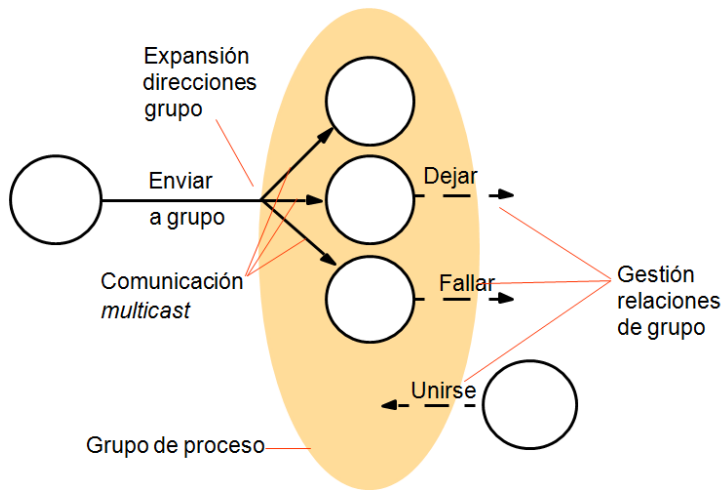 Expansión
direcciones
grupo
Enviar
a grupo
Dejar
Comunicación
multicast
Fallar
Gestión
relaciones
de grupo
Unirse
Grupo de proceso